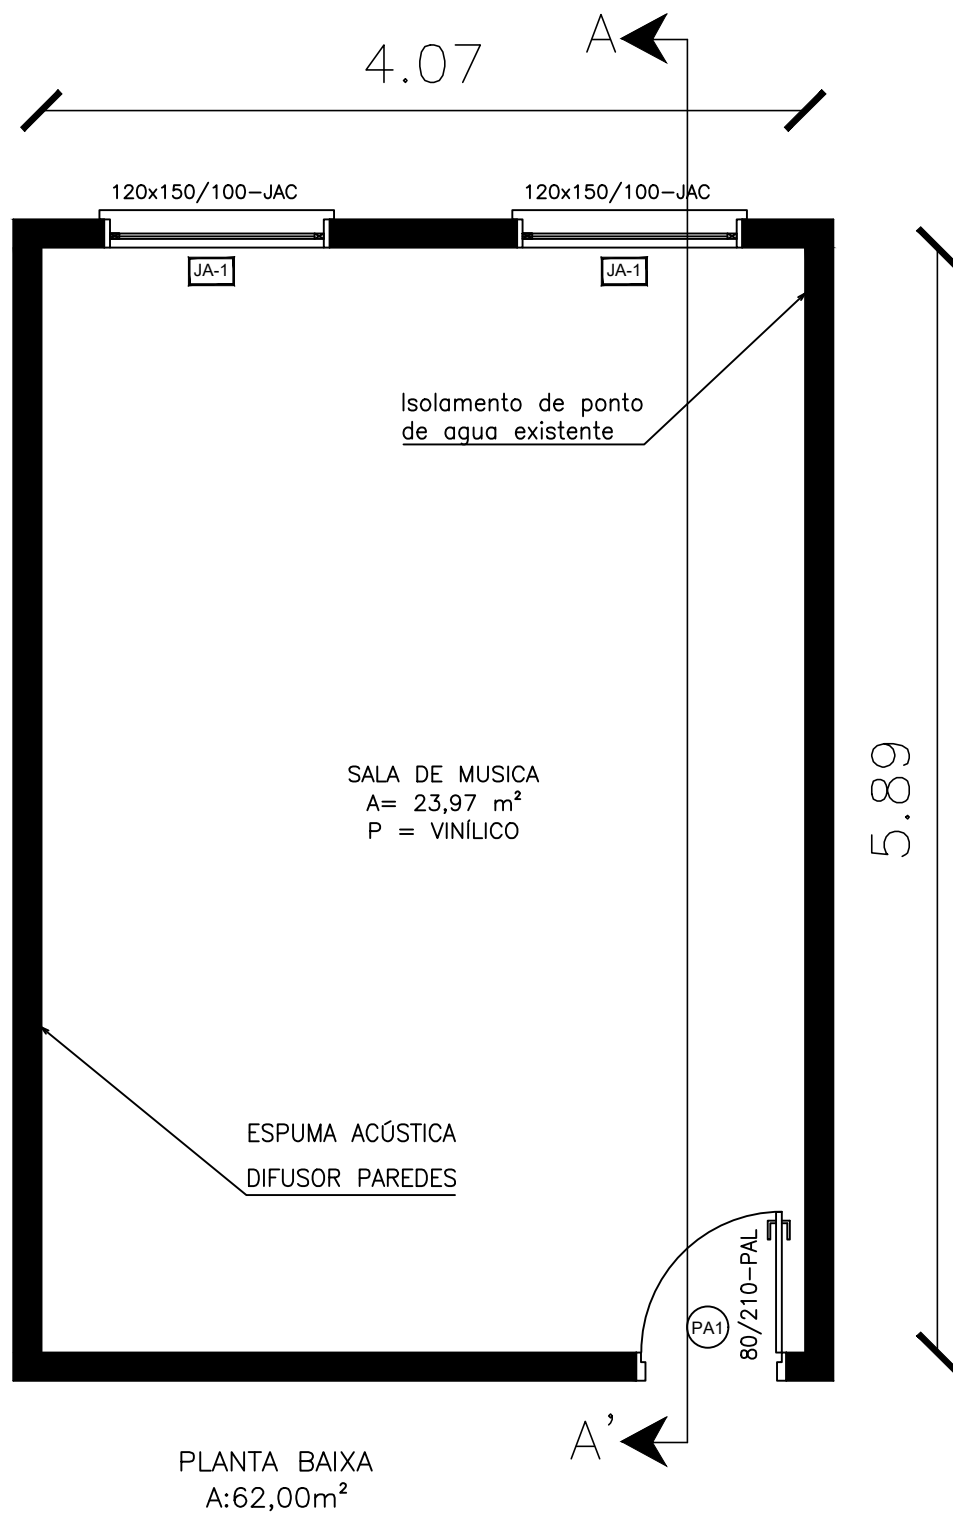 A
4.07
120x150/100-JAC
120x150/100-JAC
JA-1
JA-1
Isolamento de ponto
de agua existente
SALA DE MUSICA
A= 23,97 m²
P = VINÍLICO
5.89
ESPUMA ACÚSTICA
DIFUSOR PAREDES
80/210-PAL
PA1
A'
PLANTA BAIXA
A:62,00m²